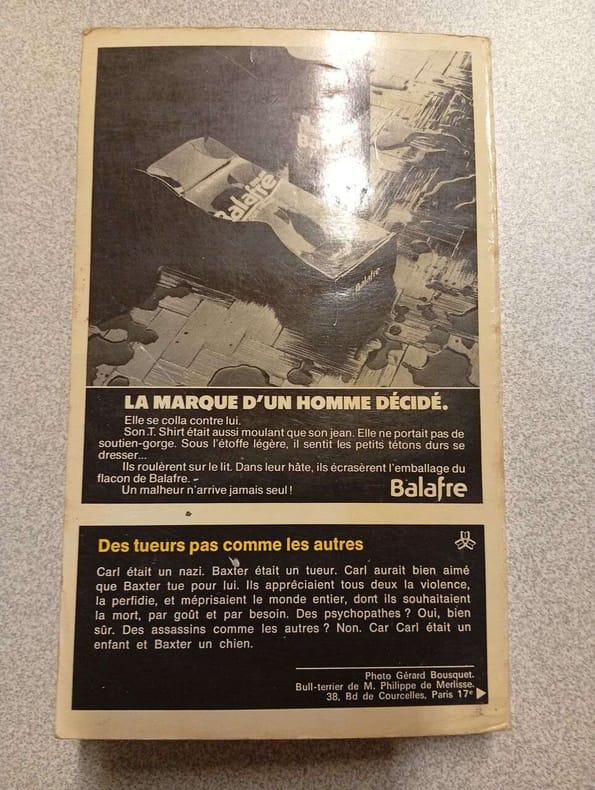 Balafre
Balafre
LA MARQUE D'UN HOMME DÉCIDÉ.
Elle se colla contre lui.
Son T. Shirt était aussi moulant que son jean. Elle ne portait pas de
soutien-gorge. Sous l'étoffe légère, il sentit les petits tétons durs se
dresser...
Ils roulèrent sur le lit. Dans leur hâte, ils écrasèrent l'emballage du
flacon de Balafre.
Un malheur n'arrive jamais seul !
Balafre
Des tueurs pas comme les autres
Carl était un nazi. Baxter était un tueur. Carl aurait bien aimé
que Baxter tue pour lui. Ils appréciaient tous deux la violence,
la perfidie, et méprisaient le monde entier, dont ils souhaitaient
la mort, par goût et par besoin. Des psychopathes ? Oui, bien
sûr. Des assassins comme les autres ? Non. Car Carl était un
enfant et Baxter un chien.
Photo Gérard Bousquet.
Bull-terrier de M. Philippe de Merlisse.
38, Bd de Courcelles, Paris 17e